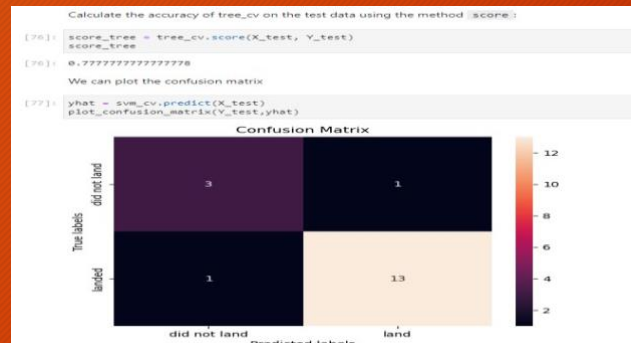 Calculate the accuracy of tree_cv on the test data using the method score :
[76]: score_tree = tree_cv.score(X_test, Y_test)
score_tree
[76]: 0.7777777777777778
We can plot the confusion matrix
[77]: yhat = svm_cv.predict(X_test)
plot_confusion_matrix(Y_test,yhat)
Confusion Matrix
did not land
3
1
True labels
landed
1
13
did not land
land
Predicted labels
12
10
8
6
4
2